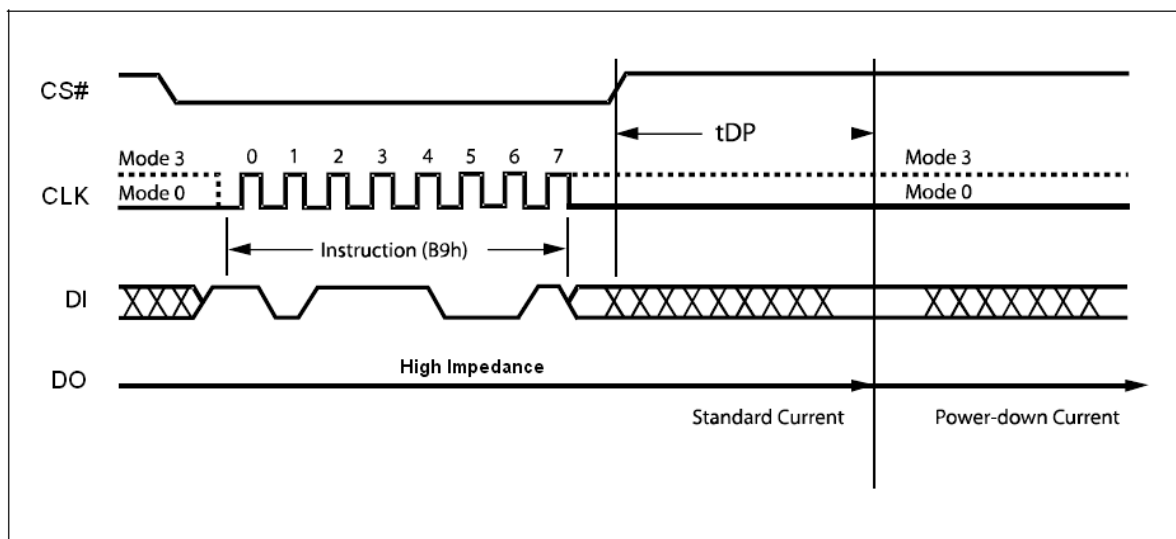 CS#
tDP
Mode 3
0 1 2 3 4 5 6 7
Mode 3
CLK
Mode 0
Mode 0
Instruction (B9h)
DI
High Impedance
DO
Standard Current
Power-down Current